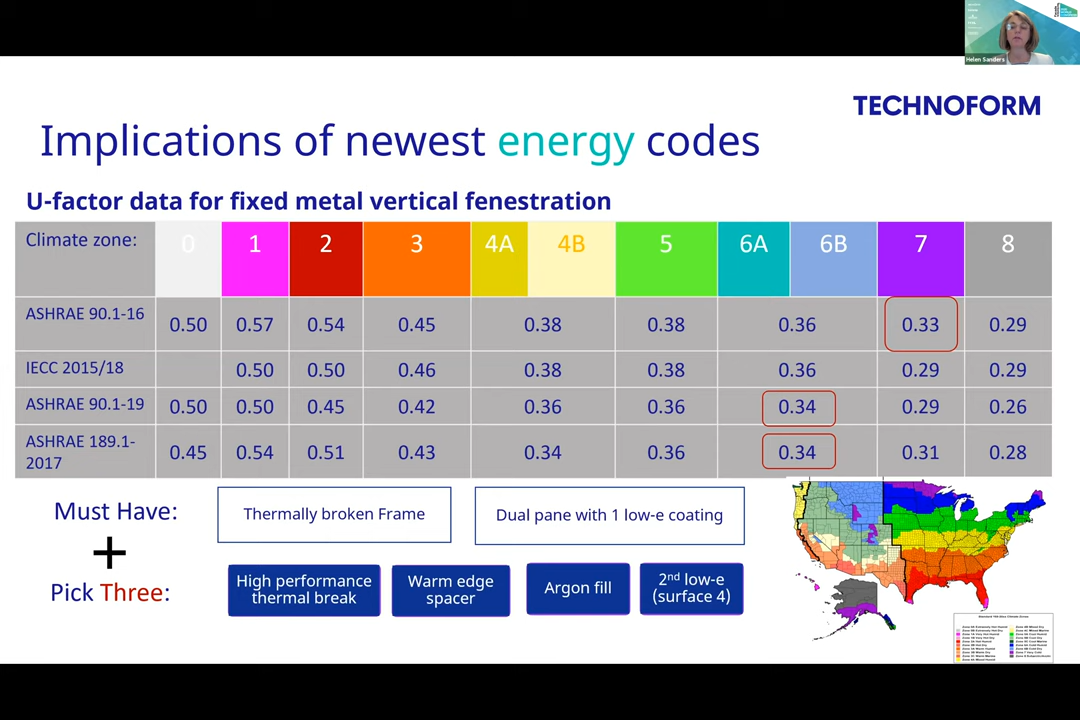 Helen Sanders
TECHNOFORM
Implications of newest energy codes
U-factor data for fixed metal vertical fenestration
Climate zone: 0 1 2 3 4A 4B 5 6A 6B 7 8
ASHRAE 90.1-16 0.50 0.57 0.54 0.45 0.38 0.38 0.36 0.33 0.29
IECC 2015/18 0.50 0.50 0.46 0.38 0.38 0.36 0.29 0.29
ASHRAE 90.1-19 0.50 0.50 0.45 0.42 0.36 0.36 0.34 0.29 0.26
ASHRAE 189.1-
2017 0.45 0.54 0.51 0.43 0.34 0.36 0.34 0.31 0.28
Must Have: Thermally broken Frame Dual pane with 1 low-e coating
+
Pick Three:
High performance
thermal break
Warm edge
spacer
Argon fill
2nd low-e
(surface 4)